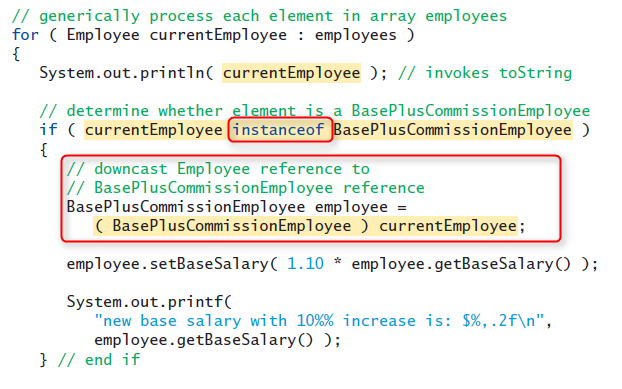 // generically process each element in array employees
for ( Employee currentEmployee : employees )
{
System.out.println( currentEmployee ); // invokes toString
// determine whether element is a BasePlusCommissionEmployee
if ( currentEmployee instanceof BasePlusCommissionEmployee )
{
// downcast Employee reference to
// BasePlusCommissionEmployee reference
BasePlusCommissionEmployee employee =
( BasePlusCommissionEmployee ) currentEmployee;
employee.setBaseSalary( 1.10 * employee.getBaseSalary() );
System.out.printf(
"new base salary with 10%% increase is: $%,.2f\n",
employee.getBaseSalary() );
} // end if